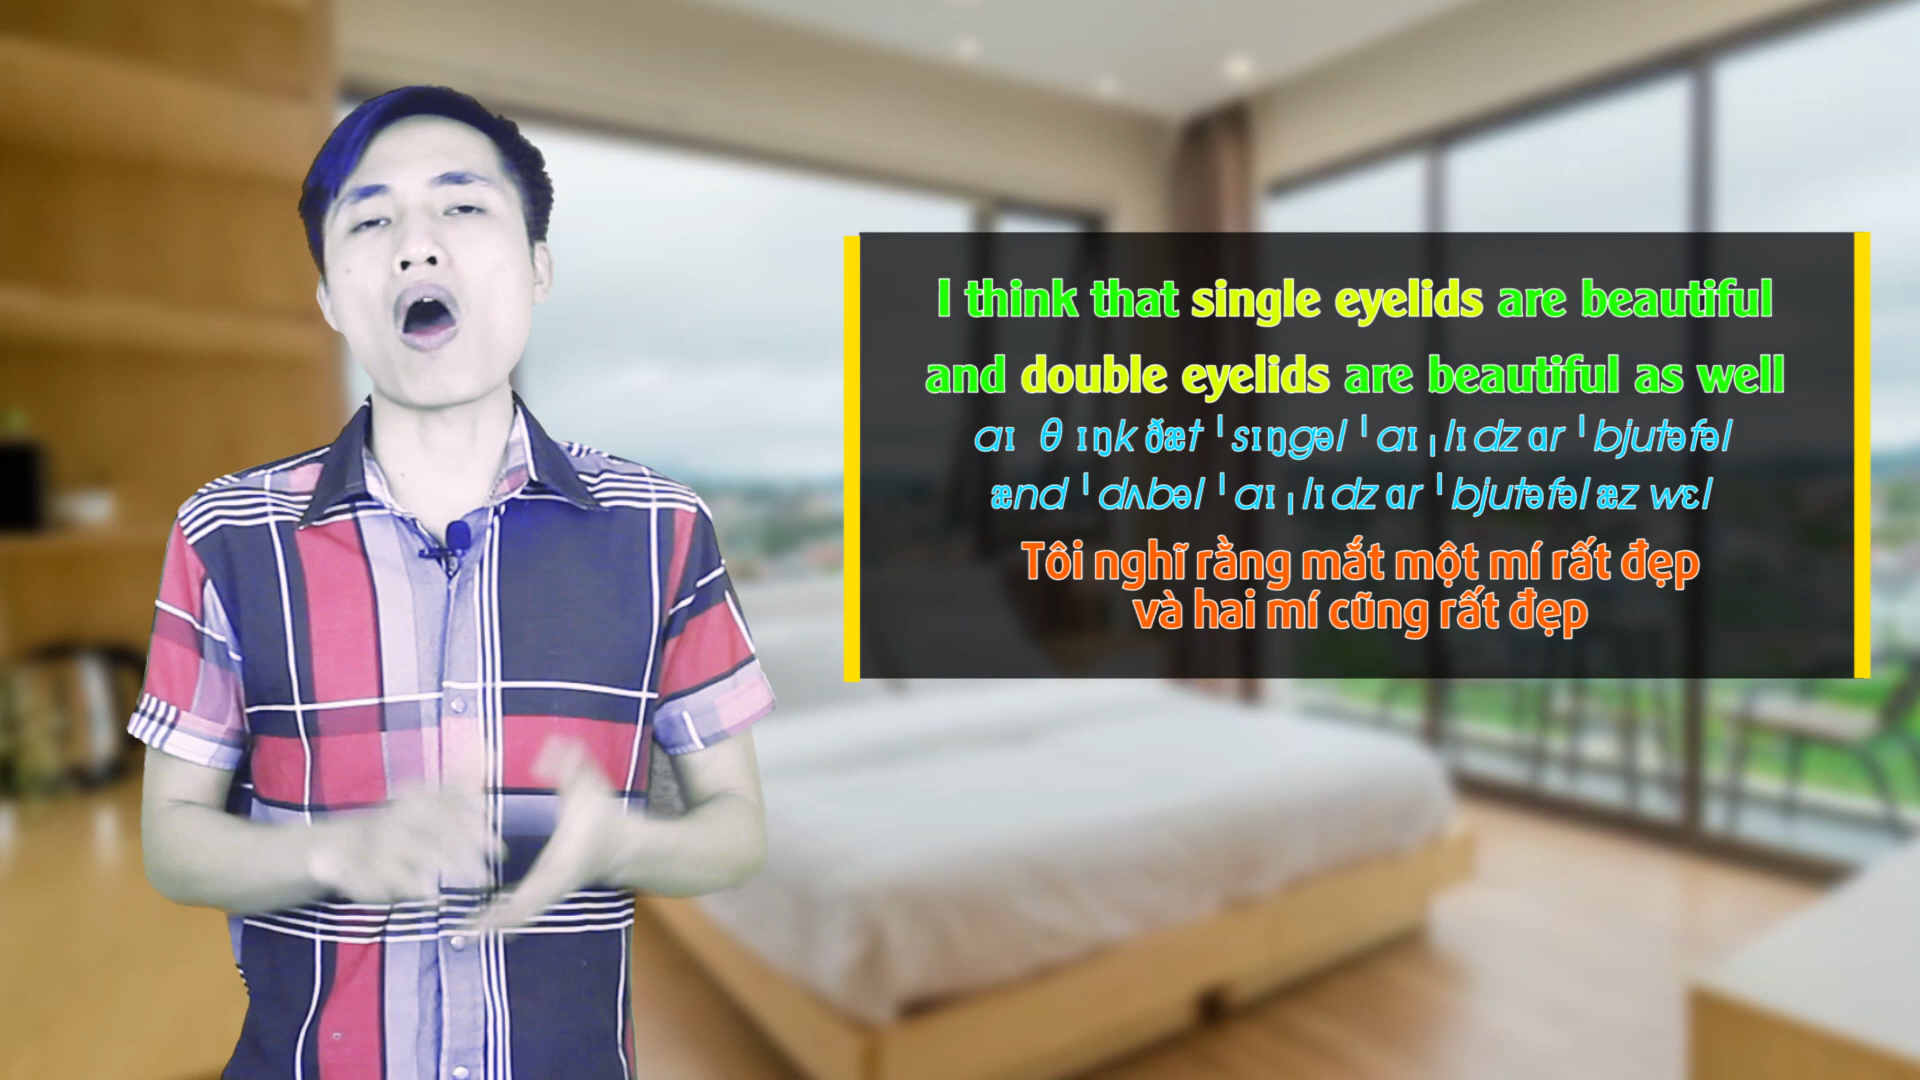 I think that single eyelids are beautiful
and double eyelids are beautiful as well
aɪ θɪŋk ðæt ˈsɪŋgəl ˈaɪˌlɪdz ɑr ˈbjutəfəl
ænd ˈdʌbəl ˈaɪˌlɪdz ɑr ˈbjutəfəl æz wɛl
Tôi nghĩ rằng mắt một mí rất đẹp
và hai mí cũng rất đẹp